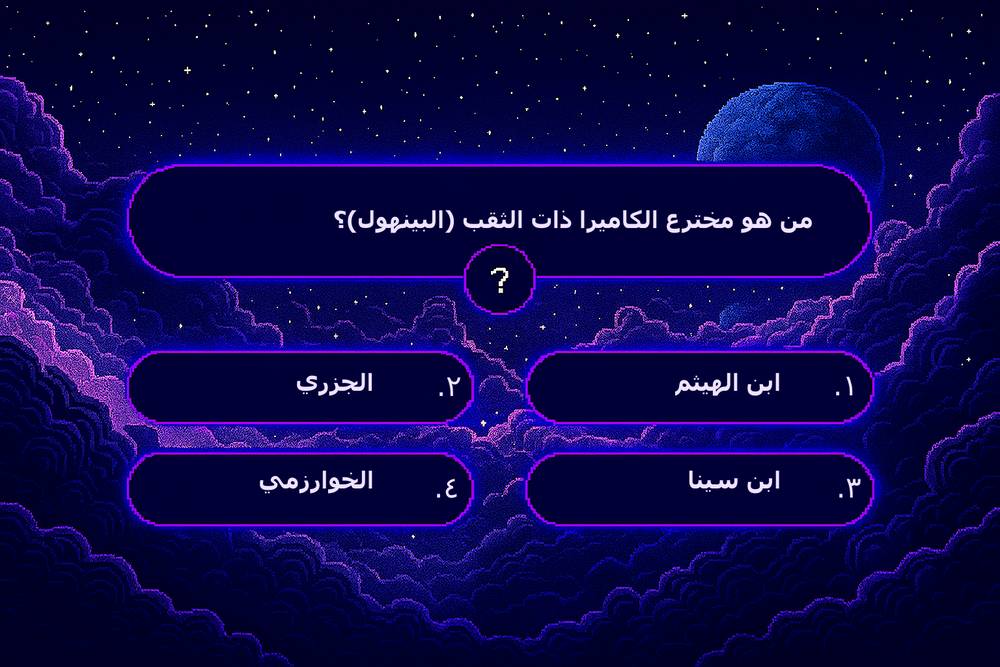 من هو مخترع الكاميرا ذات الثقب (البينهول)؟
?
١. ابن الهيثم
٢. الجزري
٣. ابن سينا
٤. الخوارزمي